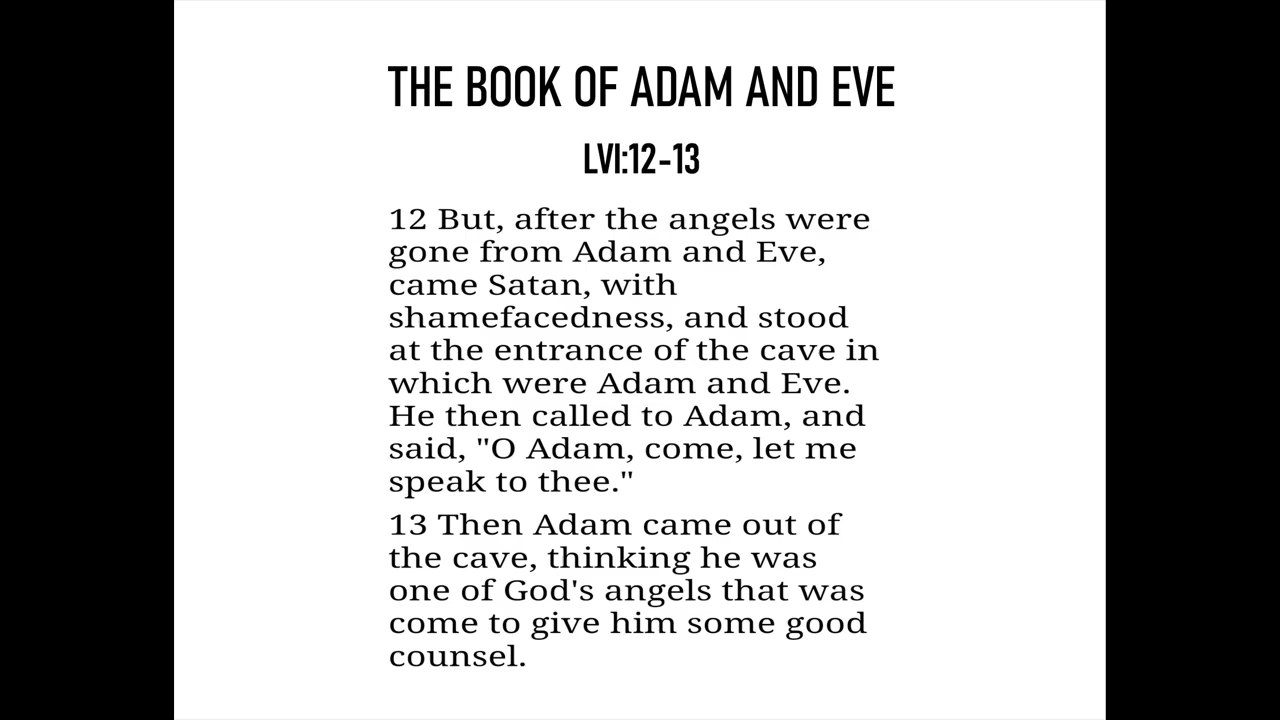 THE BOOK OF ADAM AND EVE
LVI:12-13
12 But, after the angels were
gone from Adam and Eve,
came Satan, with
shamefacedness, and stood
at the entrance of the cave in
which were Adam and Eve.
He then called to Adam, and
said, "O Adam, come, let me
speak to thee."
13 Then Adam came out of
the cave, thinking he was
one of God's angels that was
come to give him some good
counsel.